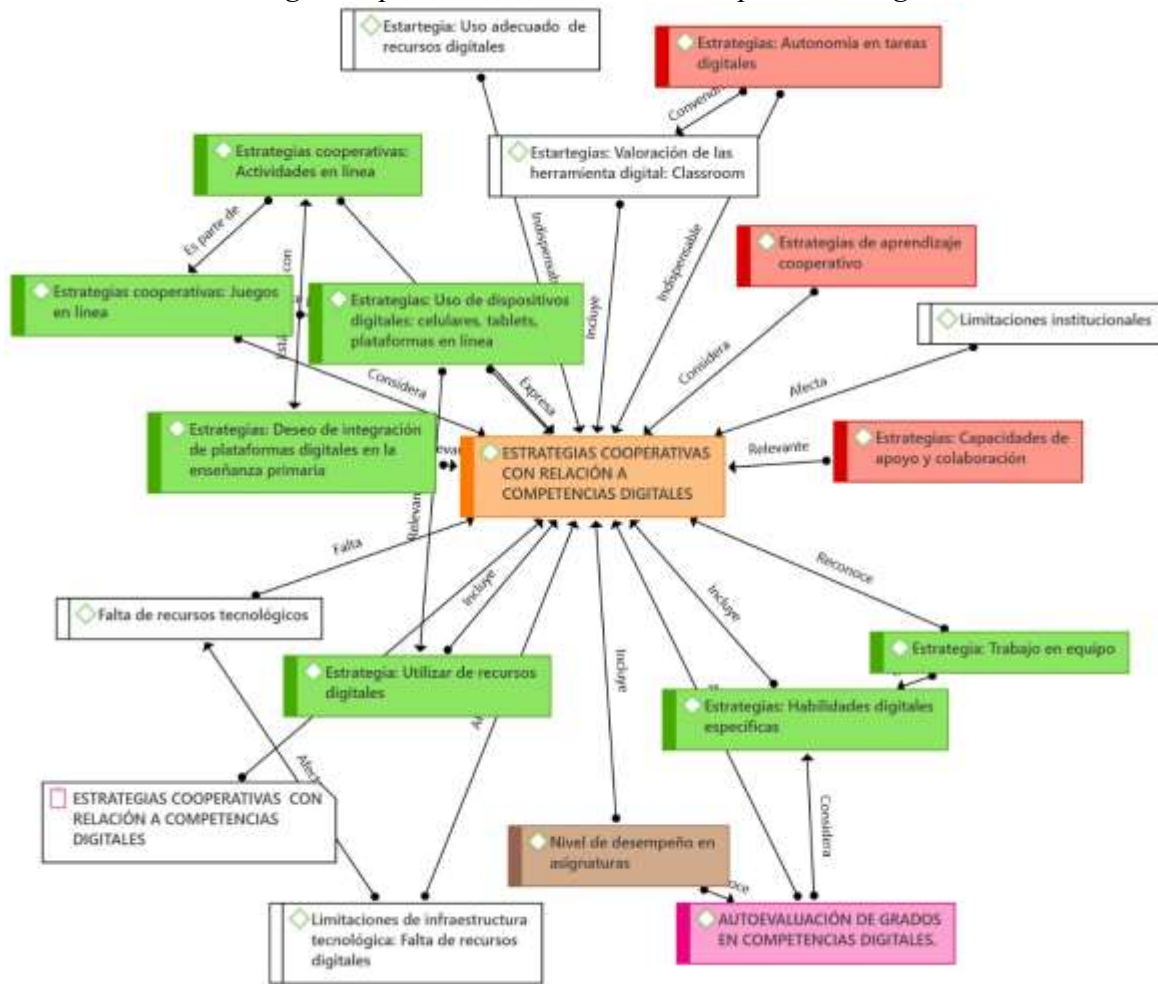 Estartegia: Uso adecuado de
recursos digitales
Estrategias: Autonomía en tareas
digitales
Estrategias cooperativas:
Actividades en línea
Estartegias: Valoración de las
herramienta digital: Classroom
Es parte de
Indispensable
Estrategias de aprendizaje
cooperativo
Estrategias cooperativas: Juegos
en línea
con
Estrategias: Uso de dispositivos
digitales: celulares, tablets,
plataformas en línea
Incluye
Limitaciones institucionales
Considera
Expresa
Considera
Afecta
Estrategias: Deseo de integración
de plataformas digitales en la
enseñanza primaria
ESTRATEGIAS COOPERATIVAS
CON RELACIÓN A
COMPETENCIAS DIGITALES
Relevante
Estrategias: Capacidades de
apoyo y colaboración
Falta
Incluye
Reconoce
Falta de recursos tecnológicos
Incluye
Incluye
Estrategia: Trabajo en equipo
Estrategia: Utilizar de recursos
digitales
Estrategias: Habilidades digitales
específicas
ESTRATEGIAS COOPERATIVAS CON
RELACIÓN A COMPETENCIAS
DIGITALES
Considera
Nivel de desempeño en
asignaturas
Limitaciones de infraestructura
tecnológica: Falta de recursos
digitales
AUTOEVALUACIÓN DE GRADOS
EN COMPETENCIAS DIGITALES.